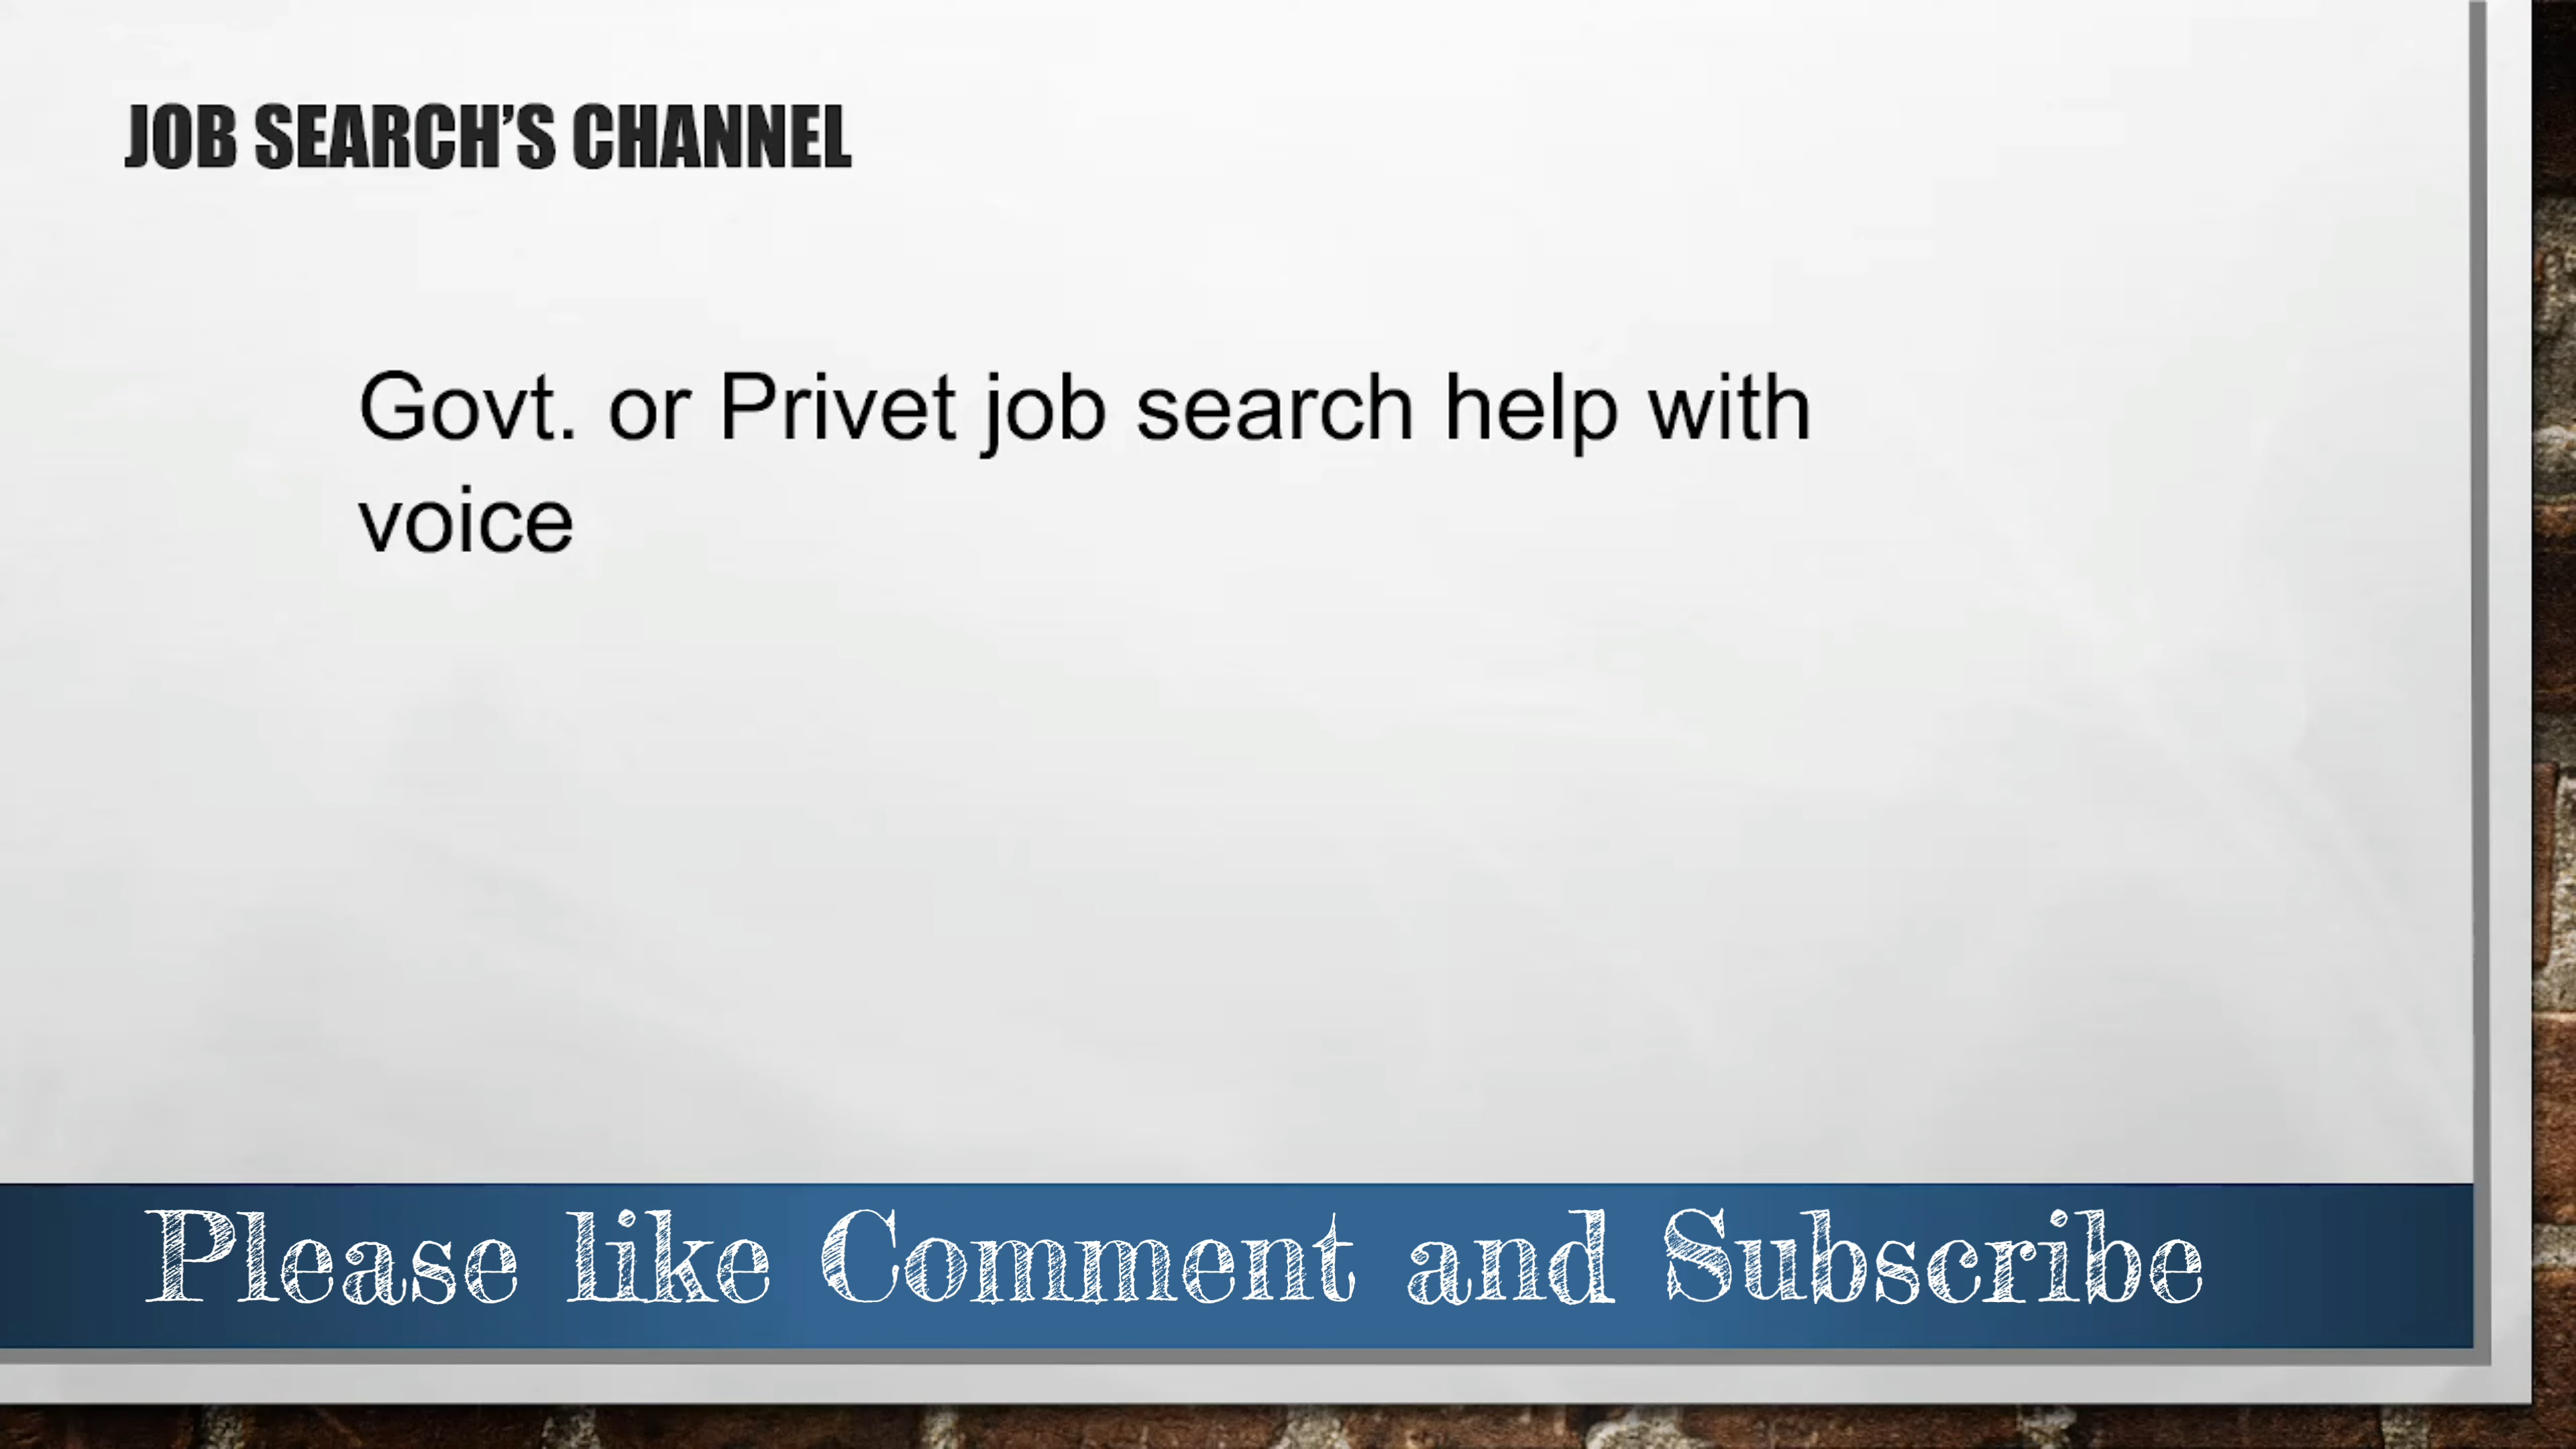 JOB SEARCH’S CHANNEL
Govt. or Privet job search help with
voice
Please like Comment and Subscribe